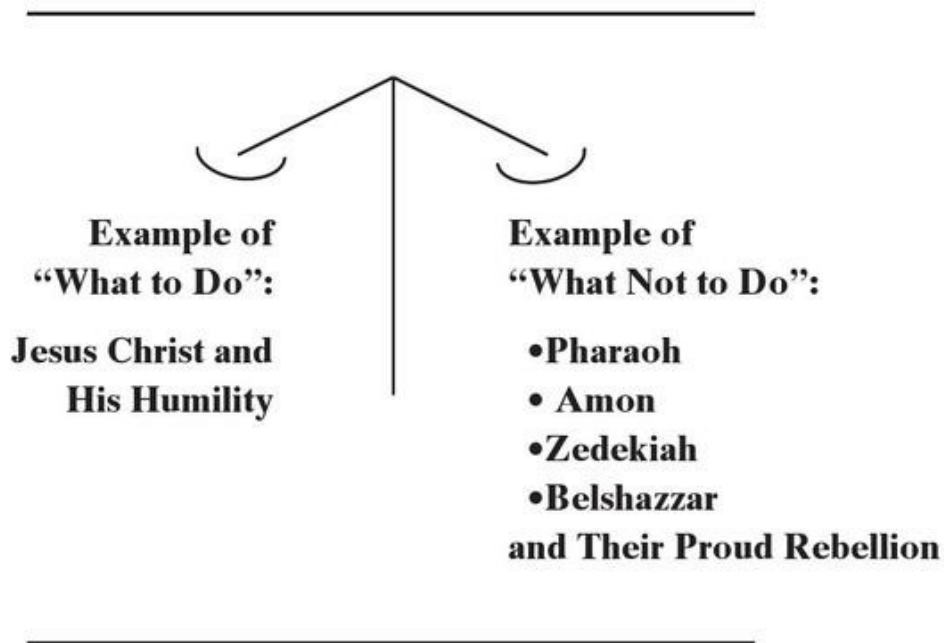 Example of
“What to Do”:
Jesus Christ and
His Humility
Example of
“What Not to Do”:
•Pharaoh
• Amon
•Zedekiah
•Belshazzar
and Their Proud Rebellion